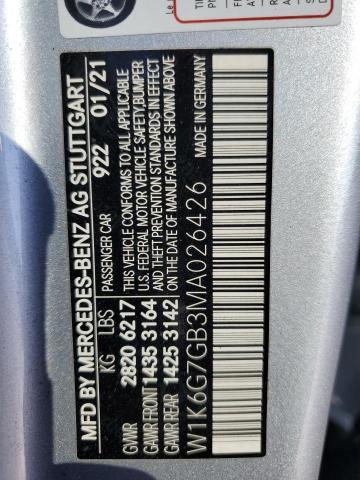 MFD BY MERCEDES-BENZ AG STUTTGART
922 01/21
PASSENGER CAR
KG LBS
GVWR 2820 6217
GAWR FRONT 1435 3164
GAWR REAR 1425 3142
THIS VEHICLE CONFORMS TO ALL APPLICABLE
U.S. FEDERAL MOTOR VEHICLE SAFETY,BUMPER
AND THEFT PREVENTION STANDARDS IN EFFECT
ON THE DATE OF MANUFACTURE SHOWN ABOVE
MADE IN GERMANY
W1K6G7GB3MA026426